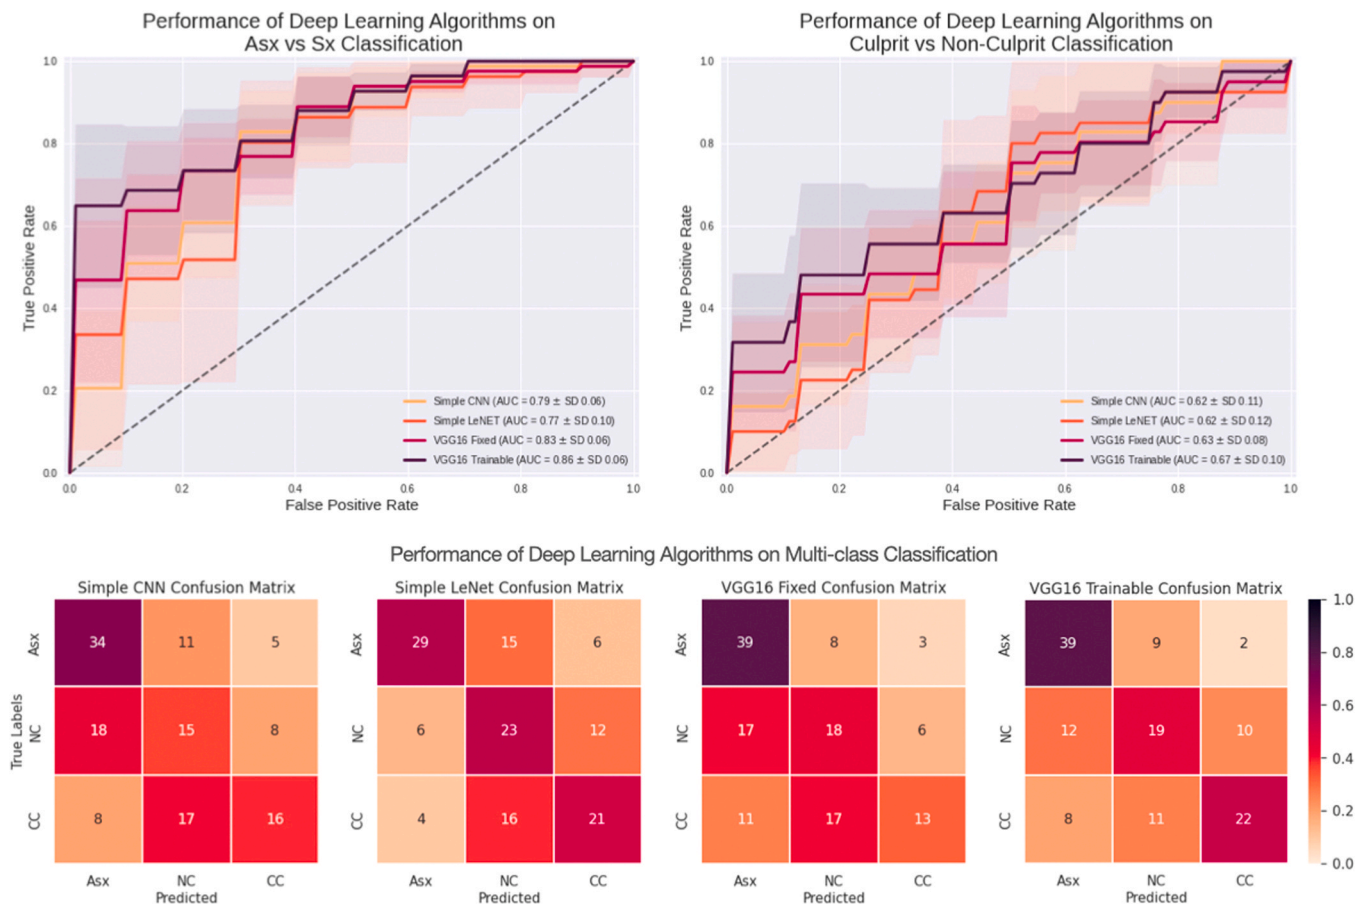 Performance of Deep Learning Algorithms on
Asx vs Sx Classification
True Positive Rate
1.0
0.8
0.6
0.4
0.2
0.0
Simple CNN (AUC = 0.79 ± SD 0.06)
Simple LeNET (AUC = 0.77 ± SD 0.10)
VGG16 Fixed (AUC = 0.83 ± SD 0.06)
VGG16 Trainable (AUC = 0.86 ± SD 0.06)
0.0 0.2 0.4 0.6 0.8 1.0
False Positive Rate
Performance of Deep Learning Algorithms on
Culprit vs Non-Culprit Classification
True Positive Rate
1.0
0.8
0.6
0.4
0.2
0.0
Simple CNN (AUC = 0.62 ± SD 0.11)
Simple LeNET (AUC = 0.62 ± SD 0.12)
VGG16 Fixed (AUC = 0.63 ± SD 0.08)
VGG16 Trainable (AUC = 0.67 ± SD 0.10)
0.0 0.2 0.4 0.6 0.8 1.0
False Positive Rate
Performance of Deep Learning Algorithms on Multi-class Classification
Simple CNN Confusion Matrix
True Labels
Asx 34 11 5
NC 18 15 8
CC 8 17 16
Asx NC CC
Predicted
Simple LeNet Confusion Matrix
Asx 29 15 6
NC 6 23 12
CC 4 16 21
Asx NC CC
Predicted
VGG16 Fixed Confusion Matrix
Asx 39 8 3
NC 17 18 6
CC 11 17 13
Asx NC CC
Predicted
VGG16 Trainable Confusion Matrix
Asx 39 9 2
NC 12 19 10
CC 8 11 22
Asx NC CC
Predicted
1.0
0.8
0.6
0.4
0.2
0.0